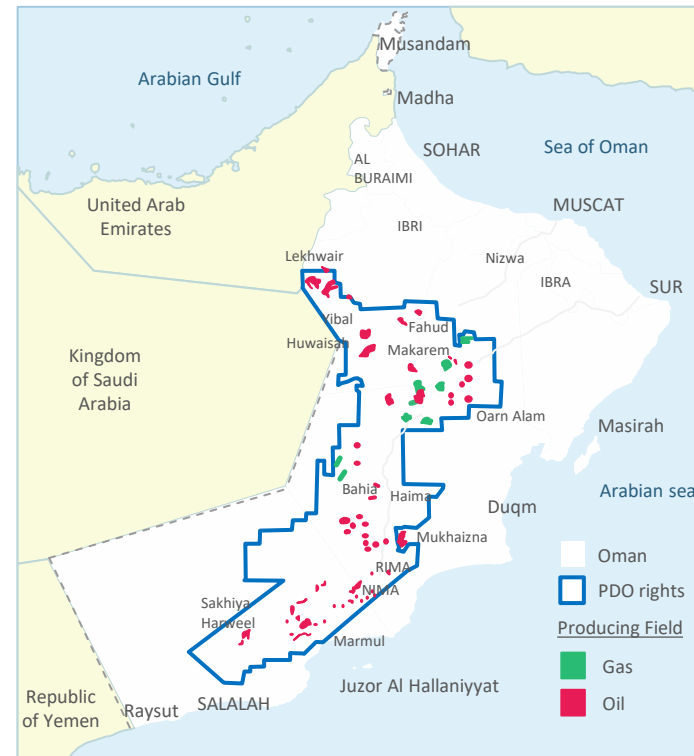 Musandam
Arabian Gulf
Madha
SOHAR
Sea of Oman
AL
BURAIMI
MUSCAT
United Arab
Emirates
IBRI
Nizwa
Lekhwair
IBRA
SUR
Yibal
Fahud
Huwaisah
Makarem
Kingdom
of Saudi
Arabia
Oarn Alam
Masirah
Bahia
Haima
Arabian sea
Duqm
Mukhaizna
Oman
RIMA
PDO rights
NIMA
Sakhiya
Harweel
Producing Field
Marmul
Gas
Juzor Al Hallaniyyat
Republic
of Yemen
Raysut
SALALAH
Oil